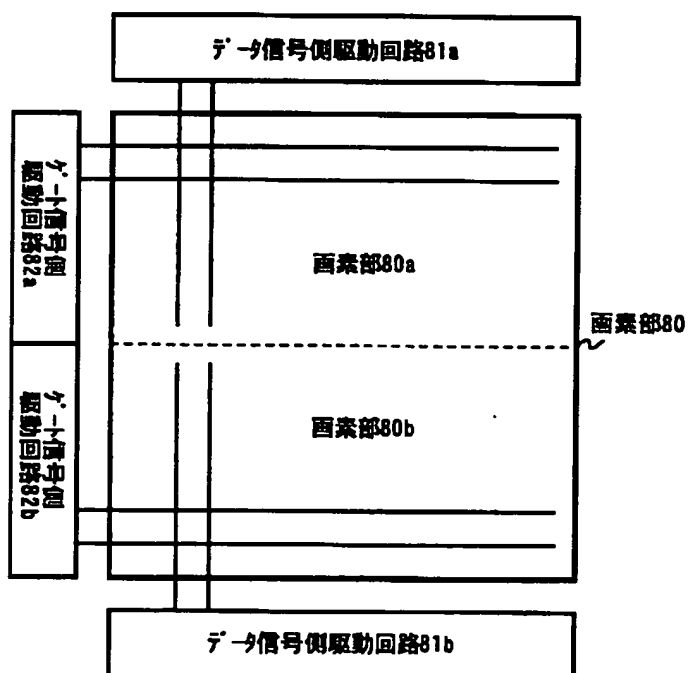 データ信号側駆動回路81a
ゲート信号側
駆動回路82a
画素部80a
画素部80
ゲート信号側
駆動回路82b
画素部80b
データ信号側駆動回路81b